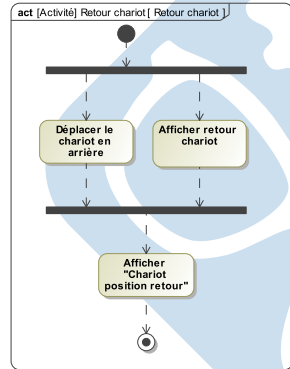 act [Activité] Retour chariot [ Retour chariot ]
Déplacer le
chariot en
arrière
Afficher retour
chariot
Afficher
"Chariot
position retour"